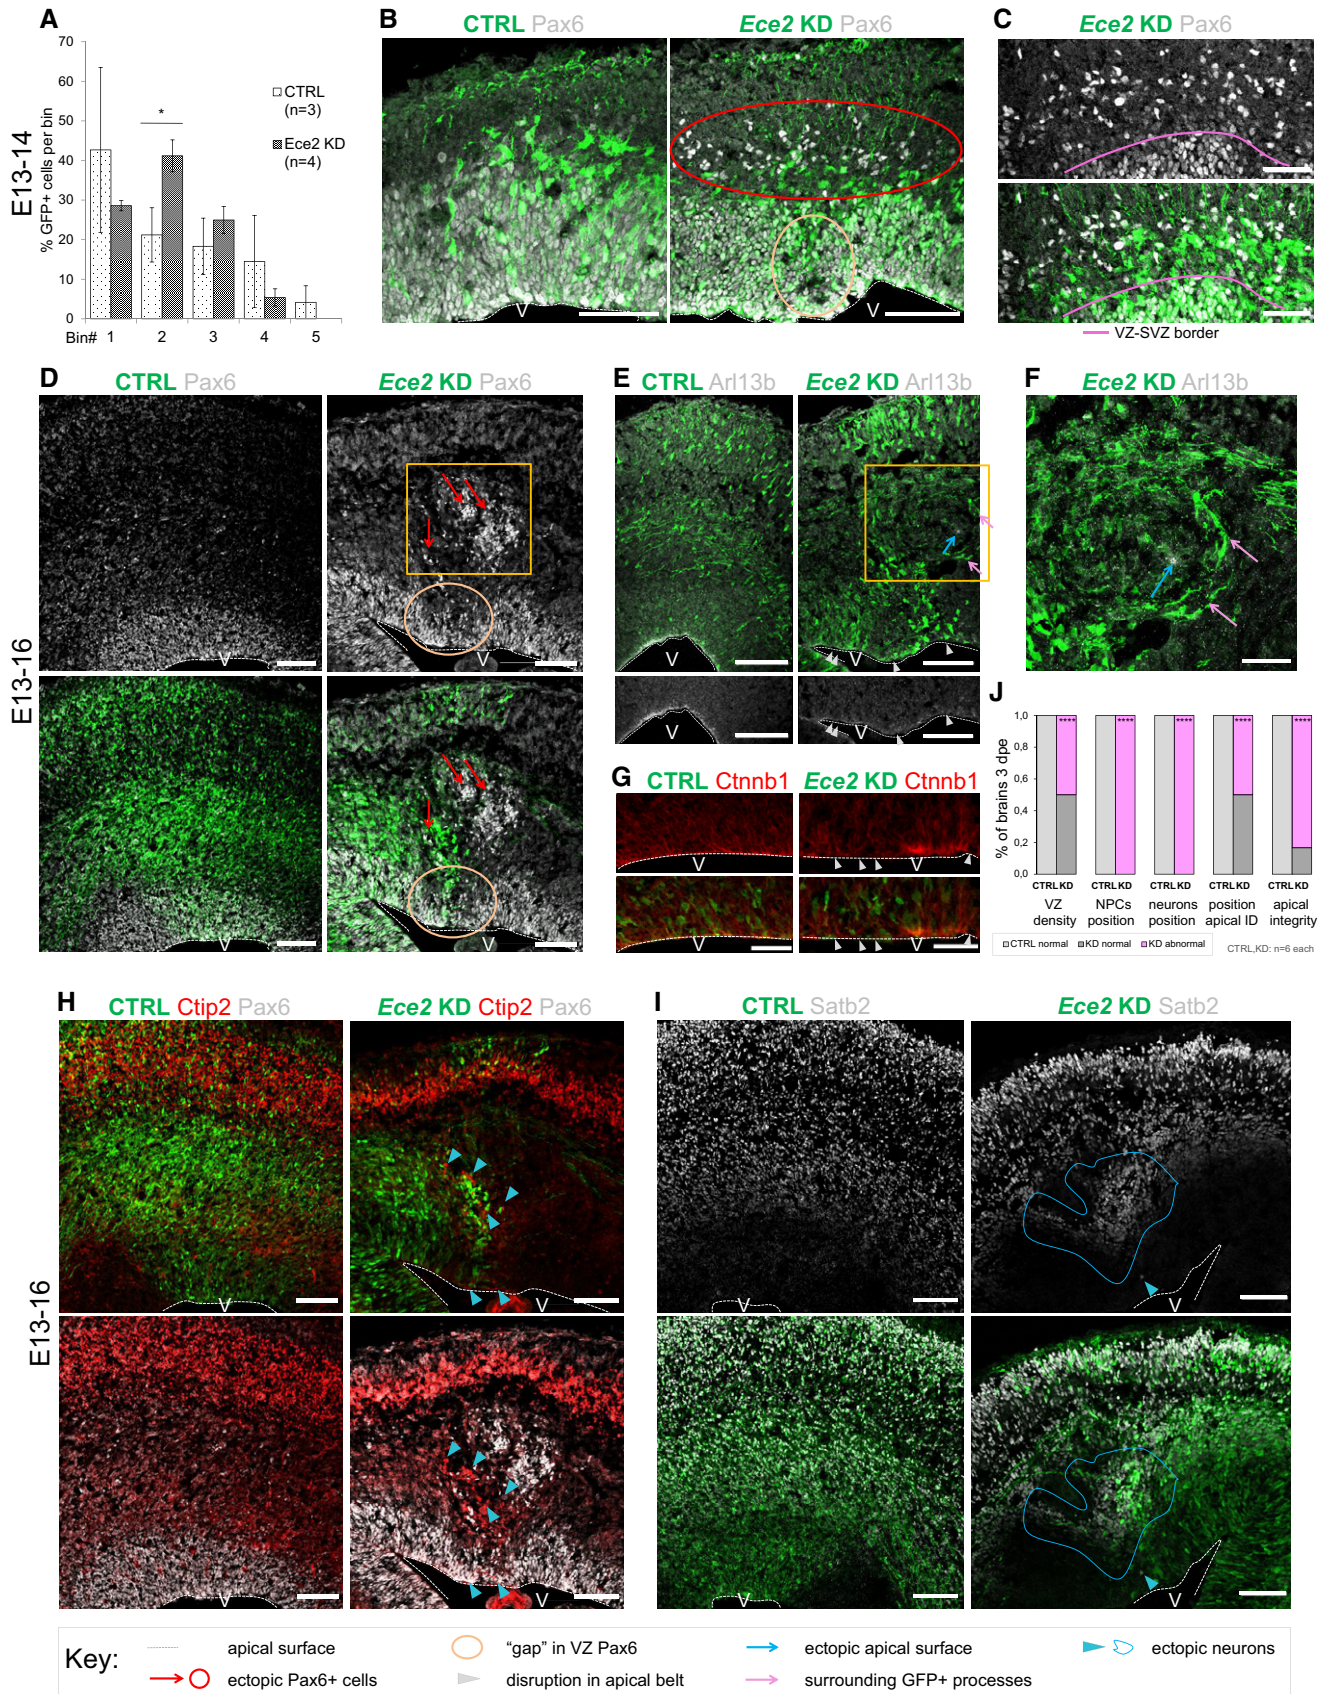 A
E13-14
% GFP+ cells per bin
70
60
50
40
30
20
10
0
*
CTRL
(n=3)
Ece2 KD
(n=4)
Bin# 1 2 3 4 5
B
CTRL Pax6
Ece2 KD Pax6
V
V
C
Ece2 KD Pax6
VZ-SVZ border
E13-16
D
CTRL Pax6
Ece2 KD Pax6
V
V
V
V
E
CTRL Arl13b
Ece2 KD Arl13b
V
V
V
V
F
Ece2 KD Arl13b
G
CTRL Ctnnb1
Ece2 KD Ctnnb1
V
V
V
V
J
% of brains 3 dpe
1,0
0,8
0,6
0,4
0,2
0,0
**** **** **** **** ****
CTRL KD CTRL KD CTRL KD CTRL KD CTRL KD
VZ density
NPCs position
neurons position
position apical ID
apical integrity
CTRL normal KD normal KD abnormal
CTRL,KD: n=6 each
E13-16
H
CTRL Ctip2 Pax6
Ece2 KD Ctip2 Pax6
V
V
V
V
I
CTRL Satb2
Ece2 KD Satb2
V
V
Key:
apical surface
"gap" in VZ Pax6
ectopic apical surface
ectopic neurons
ectopic Pax6+ cells
disruption in apical belt
surrounding GFP+ processes